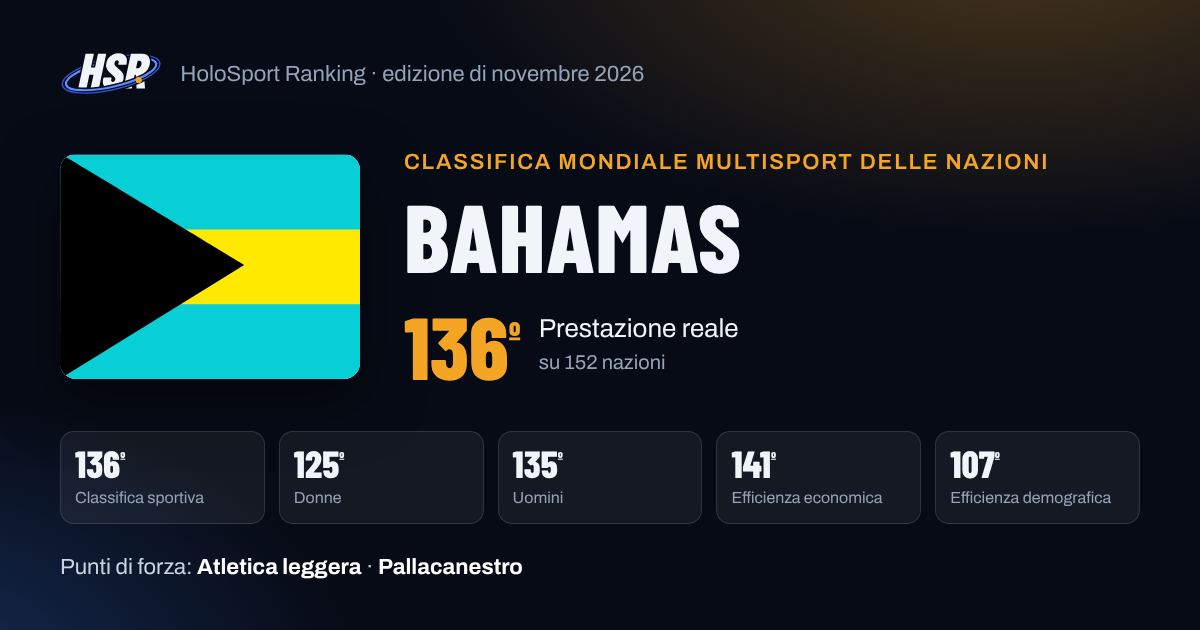 HSR
HoloSport Ranking · edizione di novembre 2026
CLASSIFICA MONDIALE MULTISPORT DELLE NAZIONI
BAHAMAS
136º
Prestazione reale
su 152 nazioni
136º
Classifica sportiva
125º
Donne
135º
Uomini
141º
Efficienza economica
107º
Efficienza demografica
Punti di forza: Atletica leggera · Pallacanestro